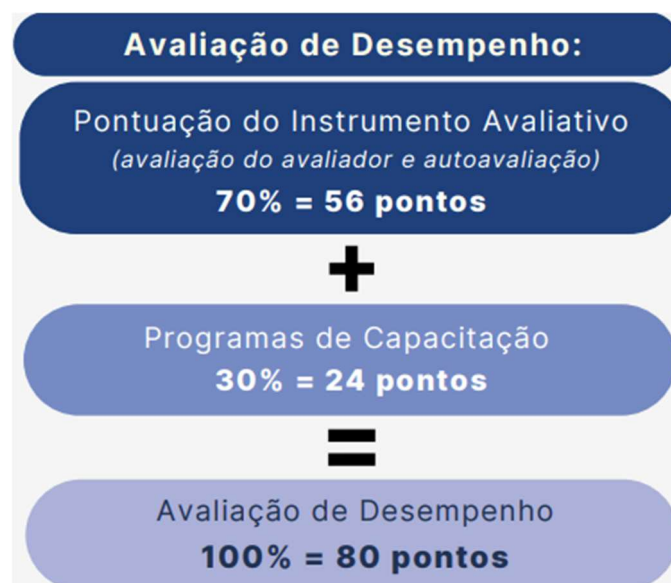 Avaliação de Desempenho:
Pontuação do Instrumento Avaliativo
(avaliação do avaliador e autoavaliação)
70% = 56 pontos
+
Programas de Capacitação
30% = 24 pontos
=
Avaliação de Desempenho
100% = 80 pontos